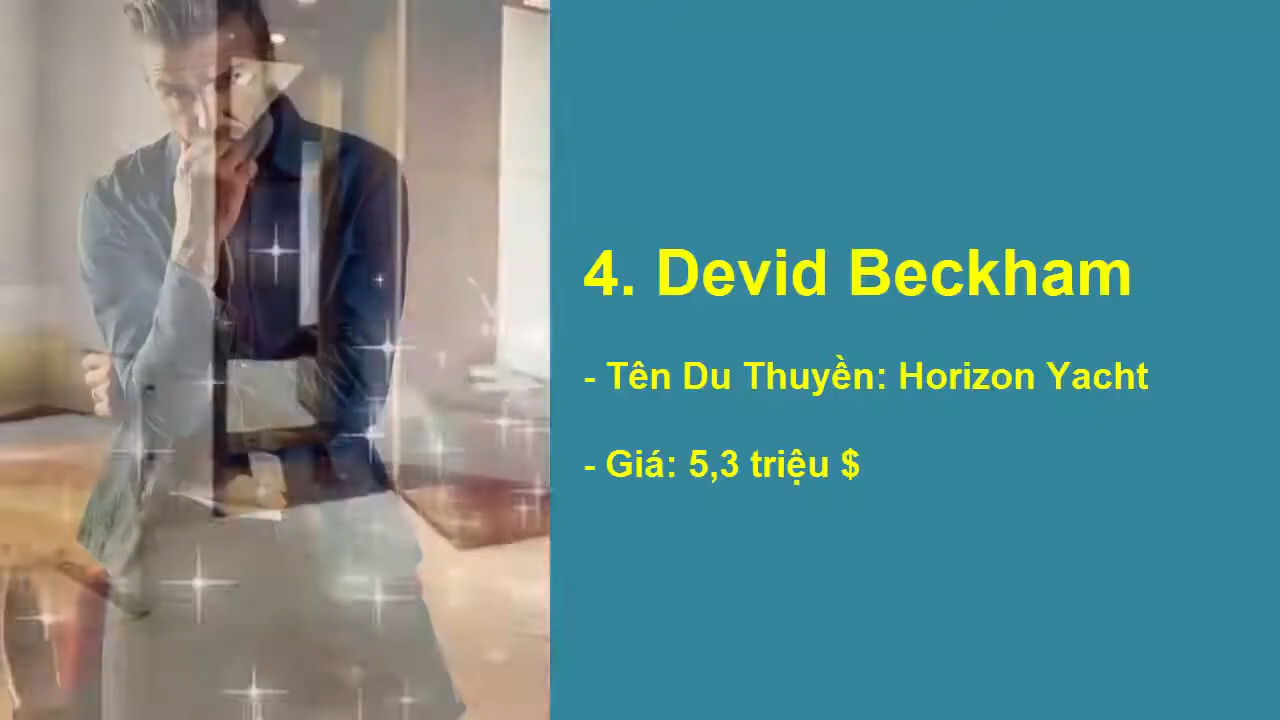 4. Devid Beckham
- Tên Du Thuyền: Horizon Yacht
- Giá: 5,3 triệu $